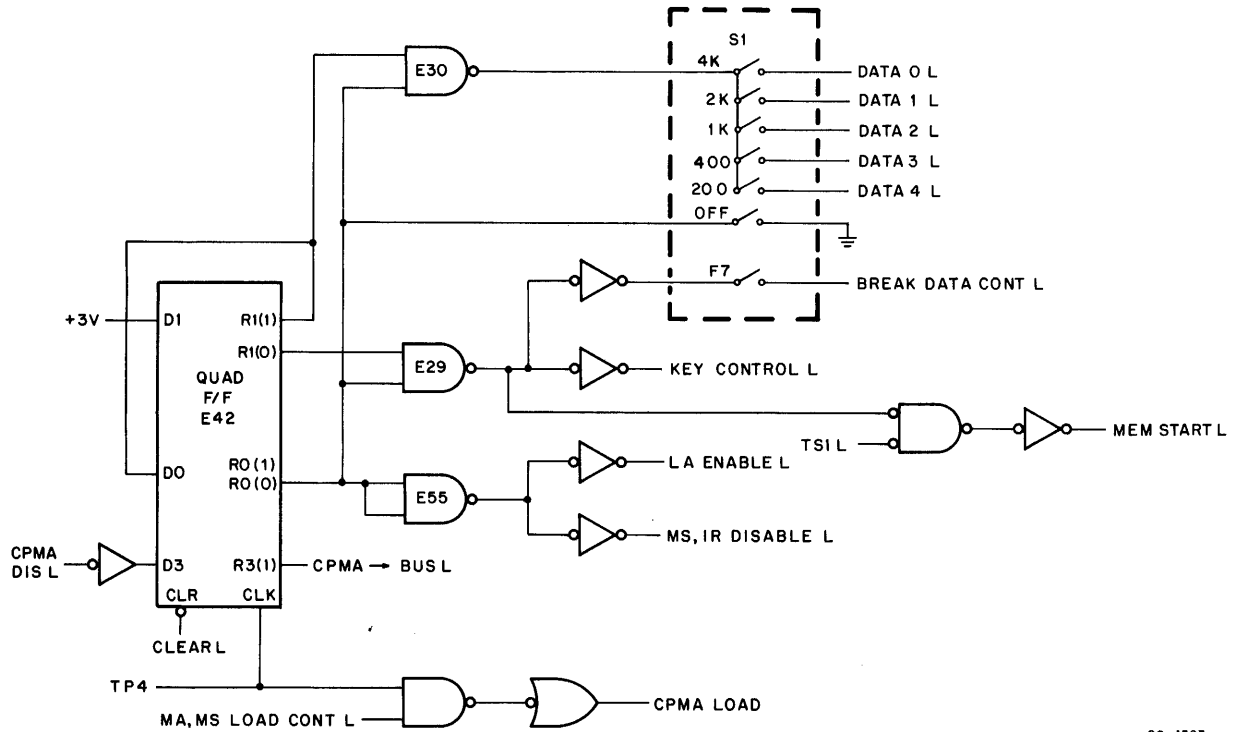 S1
4K
DATA 0 L
E30
2K
DATA 1 L
1K
DATA 2 L
400
DATA 3 L
200
DATA 4 L
OFF
F7
BREAK DATA CONT L
+3V
D1
R1(1)
R1(0)
E29
KEY CONTROL L
QUAD
F/F
E42
TS1 L
MEM START L
D0
R0(1)
R0(0)
E55
LA ENABLE L
MS, IR DISABLE L
CPMA
DIS L
D3
R3(1)
CPMA → BUS L
CLR
CLK
CLEAR L
TP4
CPMA LOAD
MA, MS LOAD CONT L